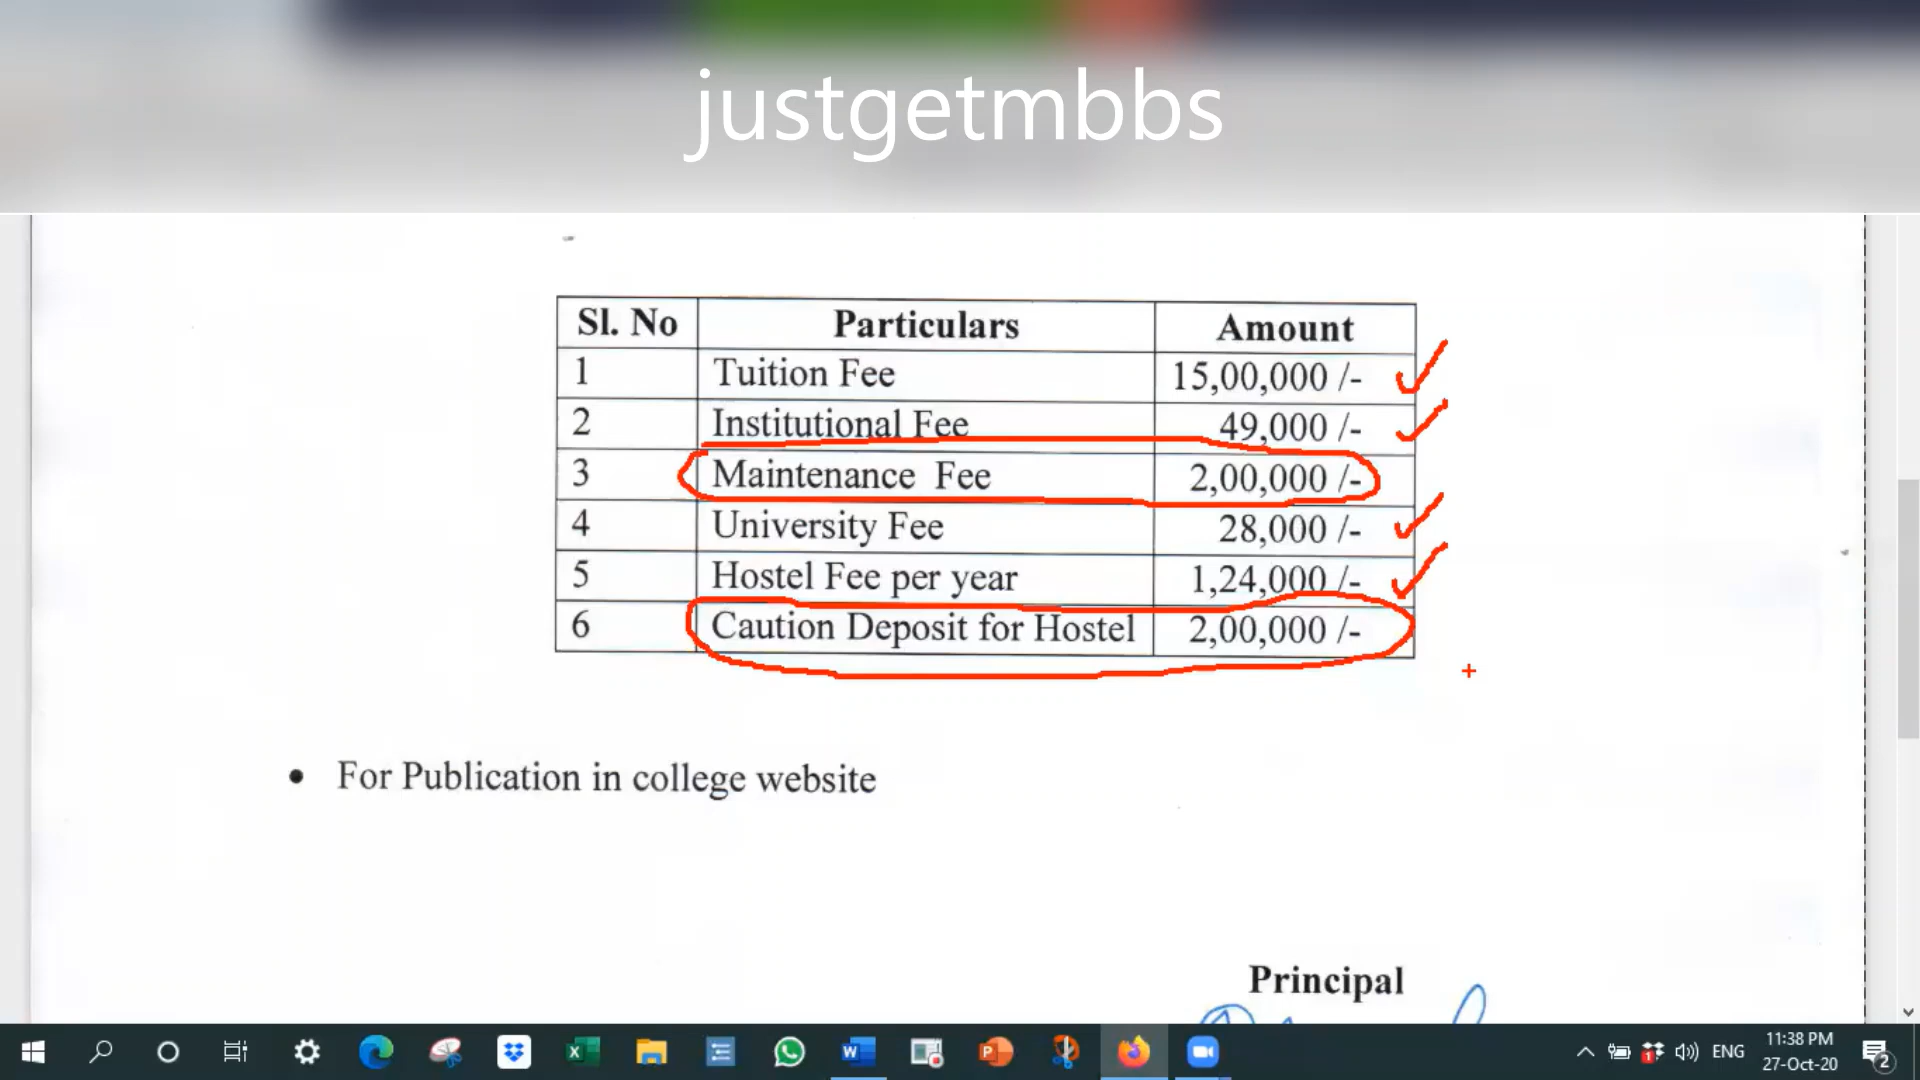 justgetmbbs
Sl. No Particulars Amount
1 Tuition Fee 15,00,000 /-
2 Institutional Fee 49,000 /-
3 Maintenance Fee 2,00,000 /-
4 University Fee 28,000 /-
5 Hostel Fee per year 1,24,000 /-
6 Caution Deposit for Hostel 2,00,000 /-
• For Publication in college website
Principal
ENG
11:38 PM
27-Oct-20
2